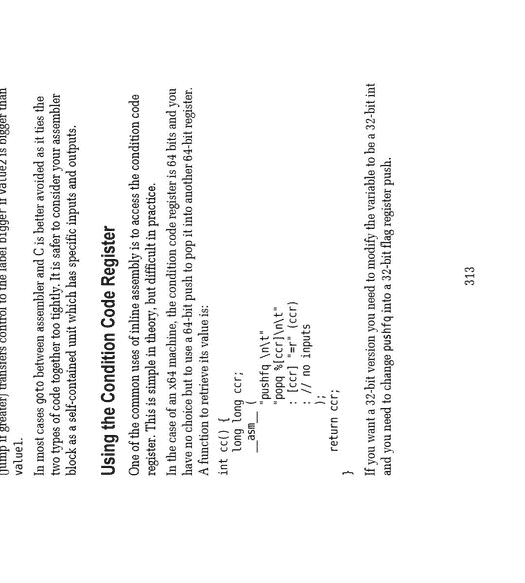 (jump if greater) transfers control to the label bigger if value2 is bigger than
value1.
In most cases goto between assembler and C is better avoided as it ties the
two types of code together too tightly. It is safer to consider your assembler
block as a self-contained unit which has specific inputs and outputs.
Using the Condition Code Register
One of the common uses of inline assembly is to access the condition code
register. This is simple in theory, but difficult in practice.
In the case of an x64 machine, the condition code register is 64 bits and you
have no choice but to use a 64-bit push to pop it into another 64-bit register.
A function to retrieve its value is:
int cc() {
long long ccr;
__asm__ (
"pushfq \n\t"
"popq %[ccr]\n\t"
: [ccr] "=r" (ccr)
: // no inputs
);
return ccr;
}
If you want a 32-bit version you need to modify the variable to be a 32-bit int
and you need to change pushfq into a 32-bit flag register push.
313